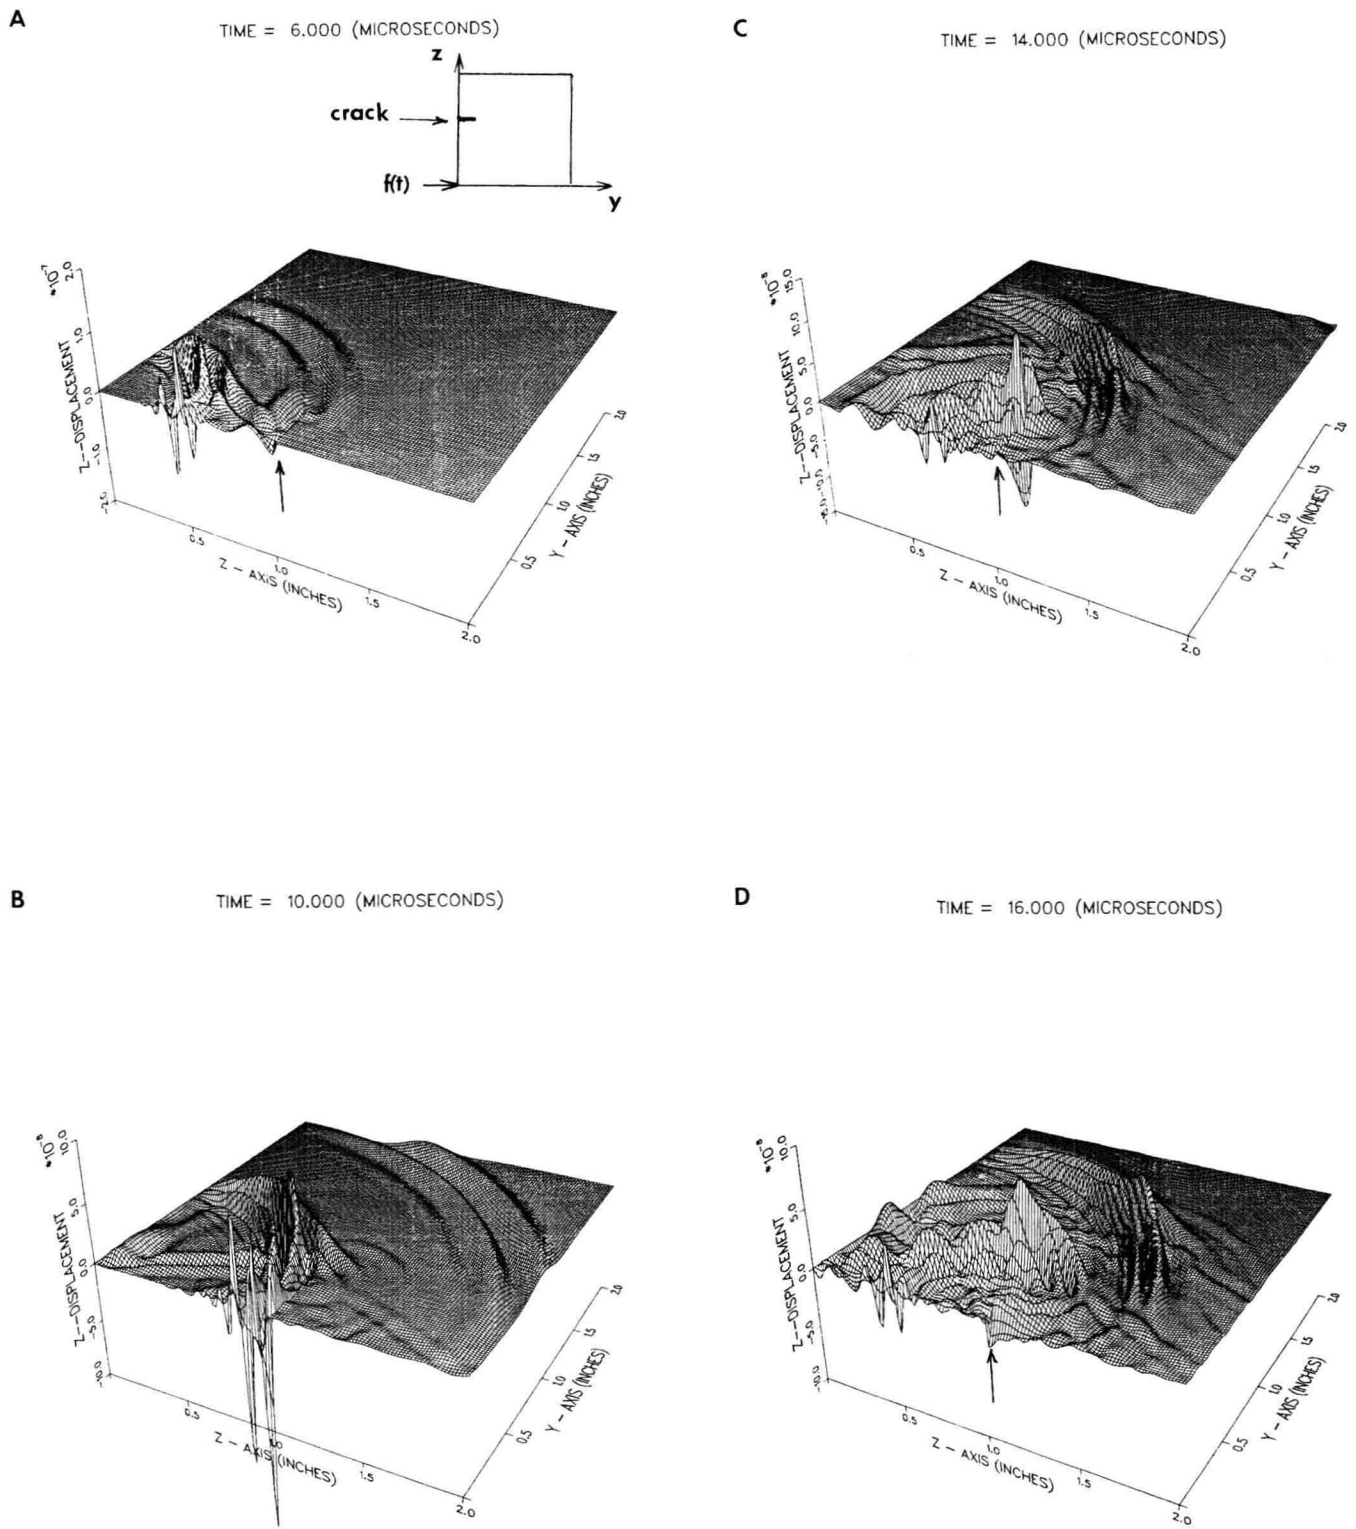 A
TIME = 6.000 (MICROSECONDS)
z
crack
f(t)
y
*10⁻⁷
2.0
1.0
0.0
-1.0
-2.0
Z--DISPLACEMENT
0.5
1.0
1.5
2.0
Z - AXIS (INCHES)
0.5
1.0
1.5
2.0
Y - AXIS (INCHES)
C
TIME = 14.000 (MICROSECONDS)
*10⁻⁸
15.0
10.0
5.0
0.0
-5.0
-10.0
-15.0
Z--DISPLACEMENT
0.5
1.0
1.5
2.0
Z - AXIS (INCHES)
0.5
1.0
1.5
2.0
Y - AXIS (INCHES)
B
TIME = 10.000 (MICROSECONDS)
*10⁻⁸
10.0
5.0
0.0
-5.0
-10.0
Z--DISPLACEMENT
0.5
1.0
1.5
2.0
Z - AXIS (INCHES)
0.5
1.0
1.5
2.0
Y - AXIS (INCHES)
D
TIME = 16.000 (MICROSECONDS)
*10⁻⁸
10.0
5.0
0.0
-5.0
-10.0
Z--DISPLACEMENT
0.5
1.0
1.5
2.0
Z - AXIS (INCHES)
0.5
1.0
1.5
2.0
Y - AXIS (INCHES)